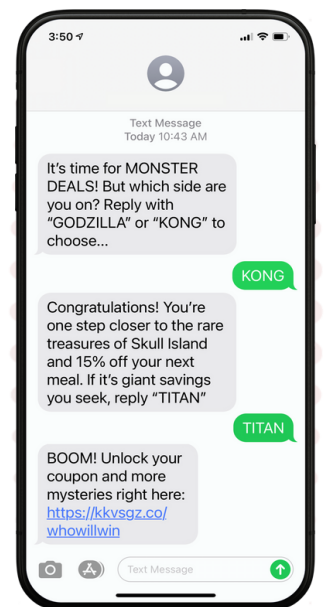 3:50
Text Message
Today 10:43 AM
It's time for MONSTER
DEALS! But which side are
you on? Reply with
“GODZILLA” or “KONG” to
choose...
KONG
Congratulations! You're
one step closer to the rare
treasures of Skull Island
and 15% off your next
meal. If it's giant savings
you seek, reply “TITAN”
TITAN
BOOM! Unlock your
coupon and more
mysteries right here:
https://kkvsgz.co/
whowillwin
Text Message